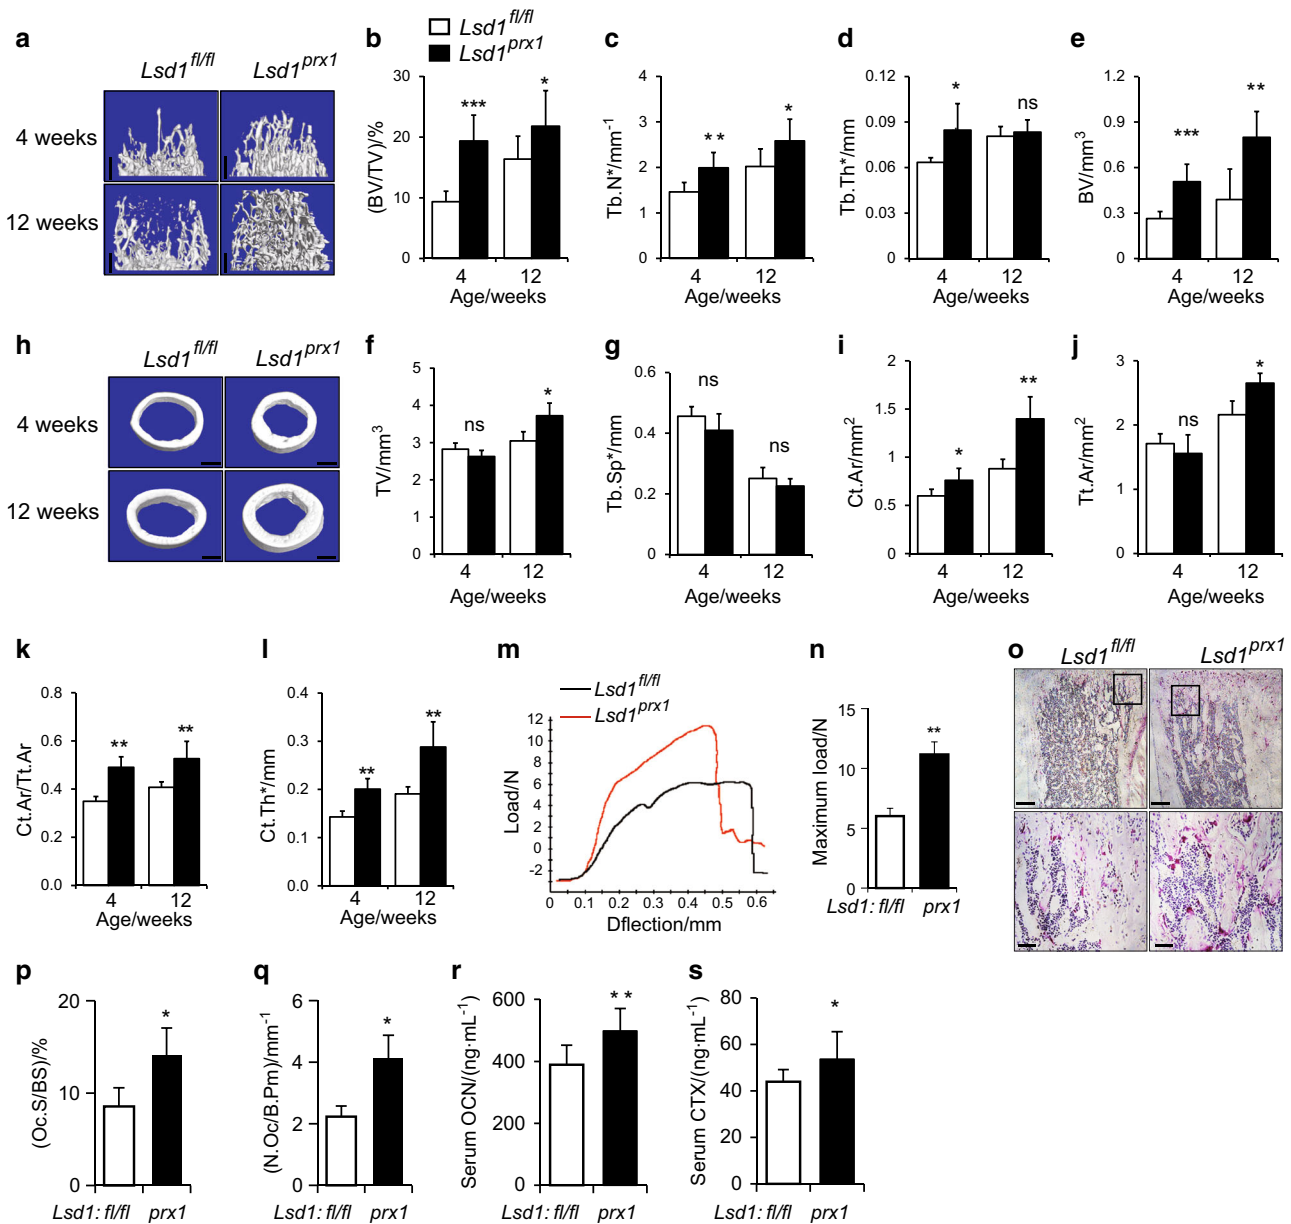 a
Lsd1fl/fl
Lsd1prx1
4 weeks
12 weeks
Lsd1fl/fl
Lsd1prx1
b
(BV/TV)/%
30
20
10
0
***
*
4
12
Age/weeks
c
Tb.N*/mm-1
4
3
2
1
0
**
*
4
12
Age/weeks
d
Tb.Th*/mm
0.12
0.09
0.06
0.03
0
*
ns
4
12
Age/weeks
e
BV/mm3
1.2
0.9
0.6
0.3
0
***
**
4
12
Age/weeks
h
Lsd1fl/fl
Lsd1prx1
4 weeks
12 weeks
f
TV/mm3
5
4
3
2
1
0
ns
*
4
12
Age/weeks
g
Tb.Sp*/mm
0.6
0.4
0.2
0
ns
ns
4
12
Age/weeks
i
Ct.Ar/mm2
2
1.5
1
0.5
0
*
**
4
12
Age/weeks
j
Tt.Ar/mm2
3
2
1
0
ns
*
4
12
Age/weeks
k
Ct.Ar/Tt.Ar
0.8
0.6
0.4
0.2
0.0
**
**
4
12
Age/weeks
l
Ct.Th*/mm
0.4
0.3
0.2
0.1
0.0
**
**
4
12
Age/weeks
m
Lsd1fl/fl
Lsd1prx1
Load/N
12
10
8
6
4
2
0
-2
0
0.1
0.2
0.3
0.4
0.5
0.6
Dflection/mm
n
Maximum load/N
15
10
5
0
**
Lsd1: fl/fl
prx1
o
Lsd1fl/fl
Lsd1prx1
p
(Oc.S/BS)/%
20
10
0
*
Lsd1: fl/fl
prx1
q
(N.Oc/B.Pm)/mm-1
6
4
2
0
*
Lsd1: fl/fl
prx1
r
Serum OCN/(ng·mL-1)
600
400
200
0
**
Lsd1: fl/fl
prx1
s
Serum CTX/(ng·mL-1)
80
60
40
20
0
*
Lsd1: fl/fl
prx1